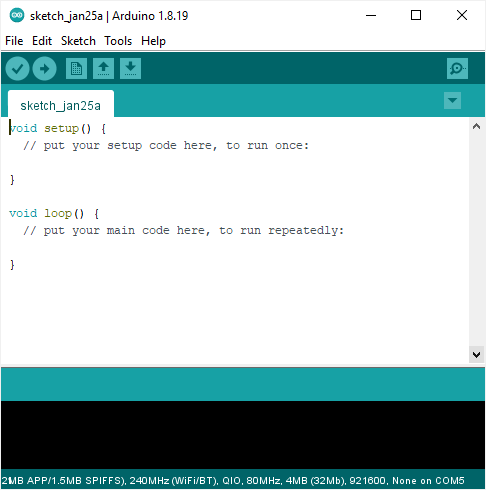 sketch_jan25a | Arduino 1.8.19
File Edit Sketch Tools Help
sketch_jan25a
void setup() {
  // put your setup code here, to run once:
}
void loop() {
  // put your main code here, to run repeatedly:
}
MB APP/1.5MB SPIFFS), 240MHz (WiFi/BT), QIO, 80MHz, 4MB (32Mb), 921600, None on COM5